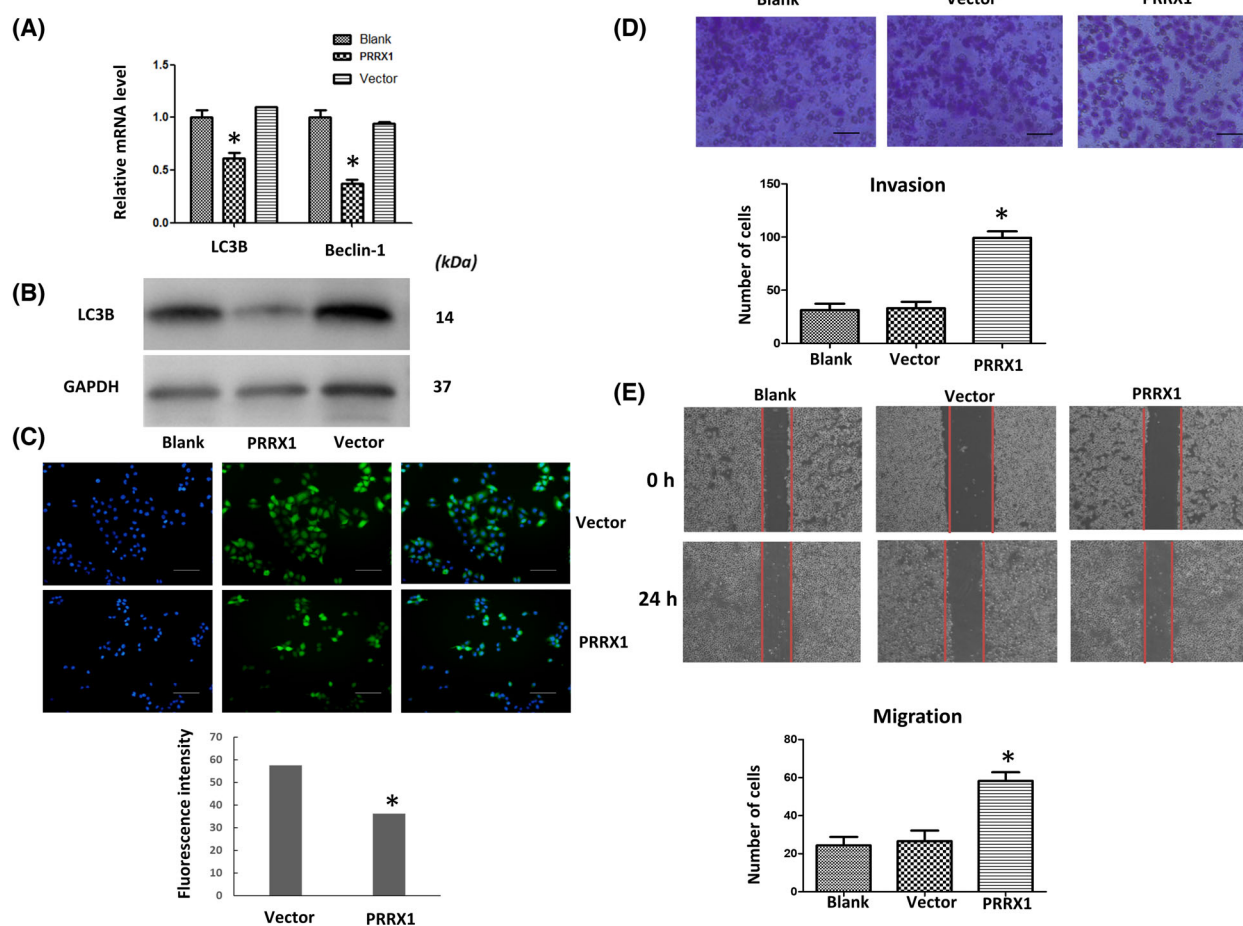 (A)
Blank
PRRX1
Vector
Relative mRNA level
1.5
1.0
0.5
0.0
*
*
LC3B
Beclin-1
(kDa)
(B)
LC3B
14
GAPDH
37
Blank PRRX1 Vector
(C)
Vector
PRRX1
Fluorescence intensity
70
60
50
40
30
20
10
0
*
Vector
PRRX1
(D)
Blank
Vector
PRRX1
Invasion
Number of cells
150
100
50
0
*
Blank
Vector
PRRX1
(E)
Blank
Vector
PRRX1
0 h
24 h
Migration
Number of cells
80
60
40
20
0
*
Blank
Vector
PRRX1